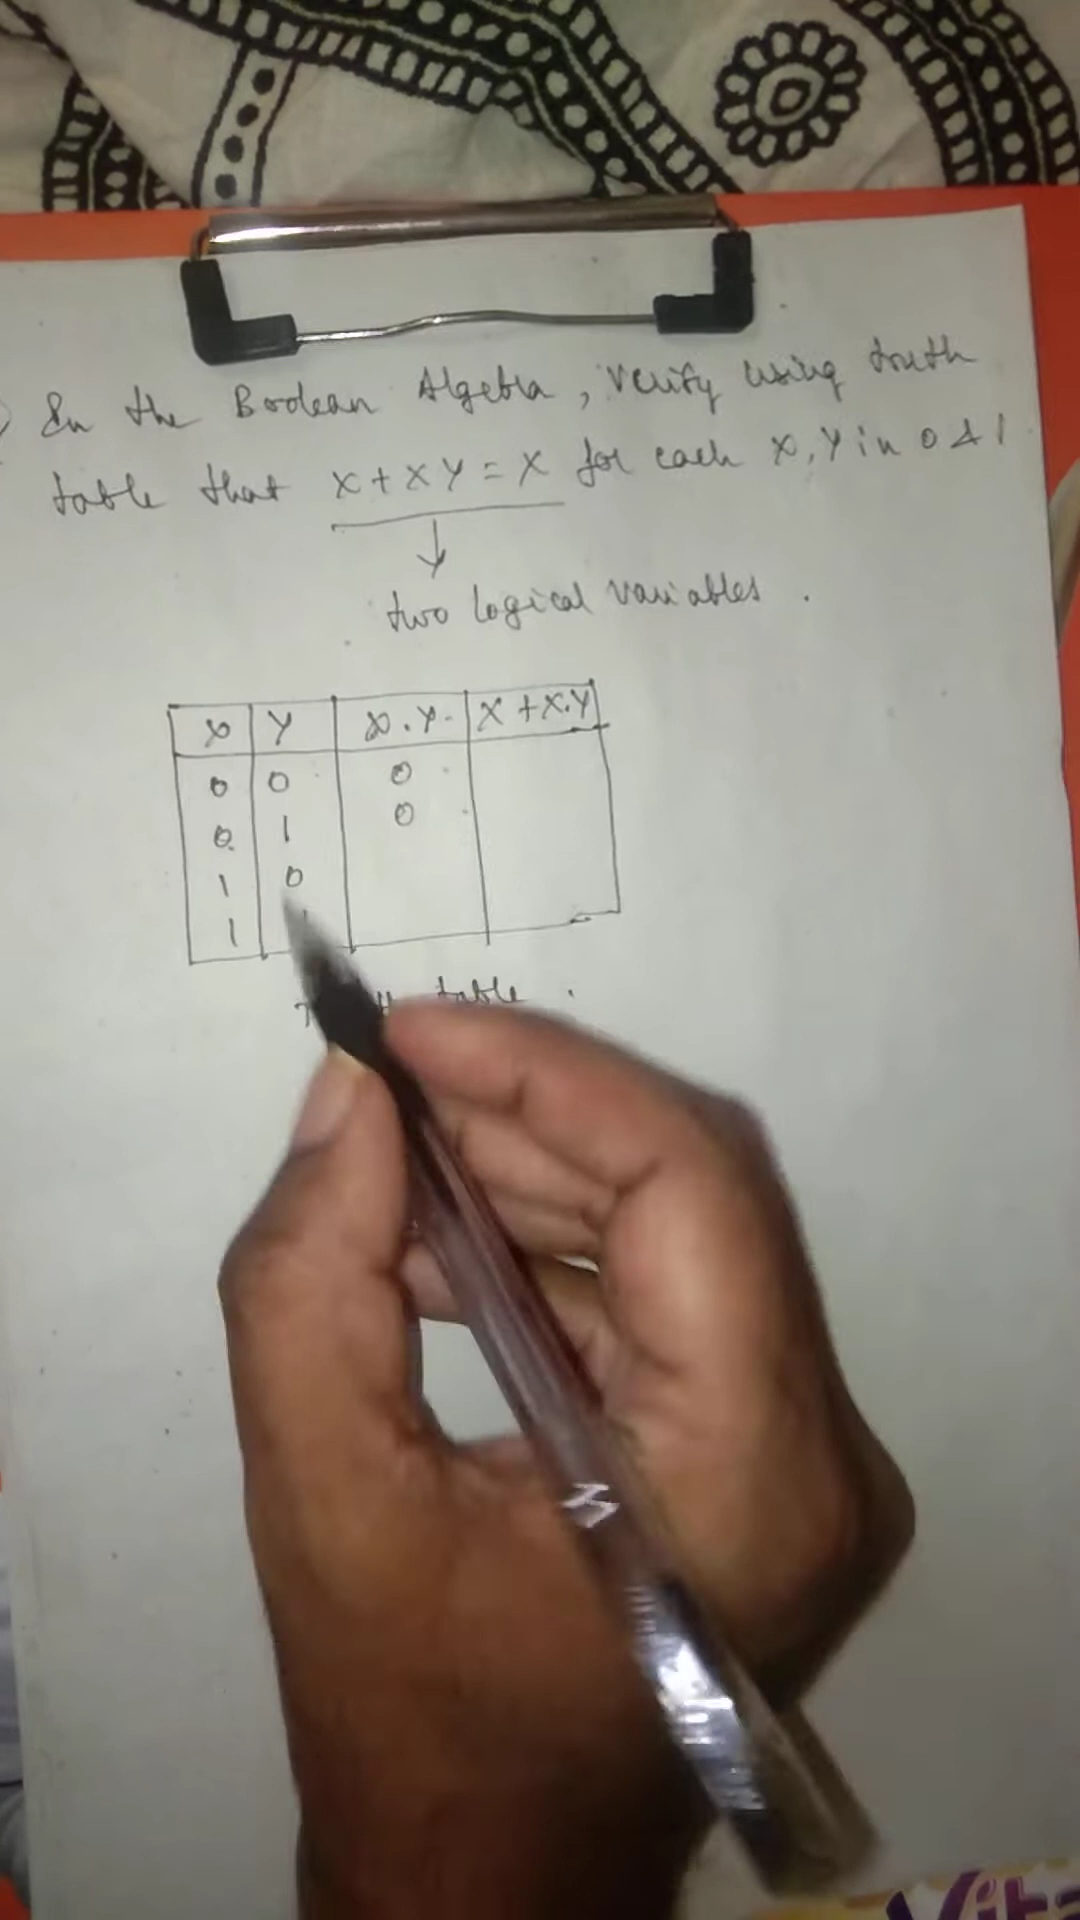 In the Boolean Algebra, Verify using truth
table that X + X Y = X for each X, Y in 0 & 1
two logical variables .
X Y X . Y X + X.Y
0 0 0
0 1 0
1 0
1
table .